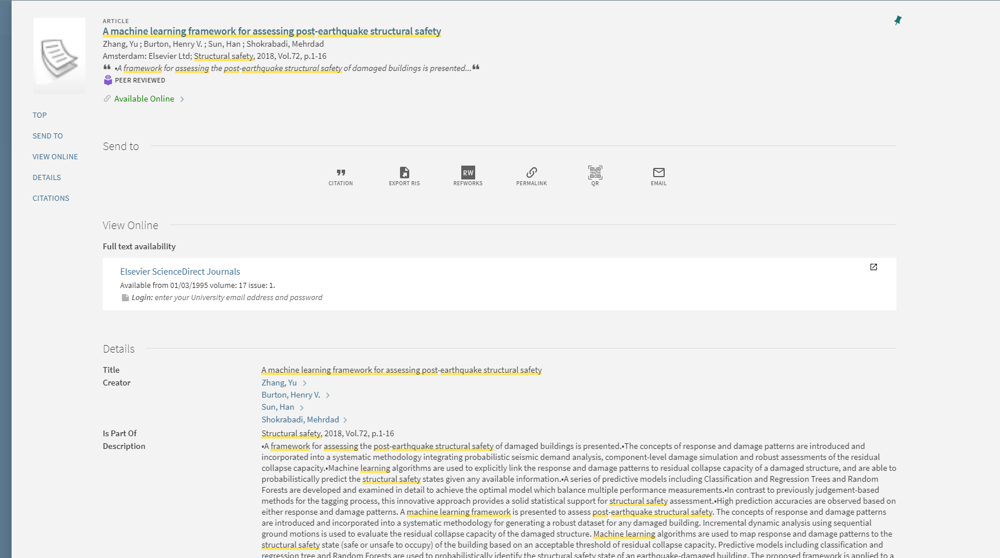 ARTICLE
A machine learning framework for assessing post-earthquake structural safety
Zhang, Yu ; Burton, Henry V. ; Sun, Han ; Shokrabadi, Mehrdad
Amsterdam: Elsevier Ltd; Structural safety, 2018, Vol.72, p.1-16
•A framework for assessing the post-earthquake structural safety of damaged buildings is presented...
PEER REVIEWED
Available Online
TOP
SEND TO
VIEW ONLINE
DETAILS
CITATIONS
Send to
CITATION
EXPORT RIS
RW
REFWORKS
PERMALINK
QR
EMAIL
View Online
Full text availability
Elsevier ScienceDirect Journals
Available from 01/03/1995 volume: 17 issue: 1.
Login: enter your University email address and password
Details
Title
A machine learning framework for assessing post-earthquake structural safety
Creator
Zhang, Yu
Burton, Henry V.
Sun, Han
Shokrabadi, Mehrdad
Is Part Of
Structural safety, 2018, Vol.72, p.1-16
Description
•A framework for assessing the post-earthquake structural safety of damaged buildings is presented.•The concepts of response and damage patterns are introduced and
incorporated into a systematic methodology integrating probabilistic seismic demand analysis, component-level damage simulation and robust assessments of the residual
collapse capacity.•Machine learning algorithms are used to explicitly link the response and damage patterns to residual collapse capacity of a damaged structure, and are able to
probabilistically predict the structural safety states given any available information.•A series of predictive models including Classification and Regression Trees and Random
Forests are developed and examined in detail to achieve the optimal model which balance multiple performance measurements.•In contrast to previously judgement-based
methods for the tagging process, this innovative approach provides a solid statistical support for structural safety assessment.•High prediction accuracies are observed based on
either response and damage patterns. A machine learning framework is presented to assess post-earthquake structural safety. The concepts of response and damage patterns
are introduced and incorporated into a systematic methodology for generating a robust dataset for any damaged building. Incremental dynamic analysis using sequential
ground motions is used to evaluate the residual collapse capacity of the damaged structure. Machine learning algorithms are used to map response and damage patterns to the
structural safety state (safe or unsafe to occupy) of the building based on an acceptable threshold of residual collapse capacity. Predictive models including classification and
regression tree and Random Forests are used to probabilistically identify the structural safety state of an earthquake-damaged building. The proposed framework is applied to a